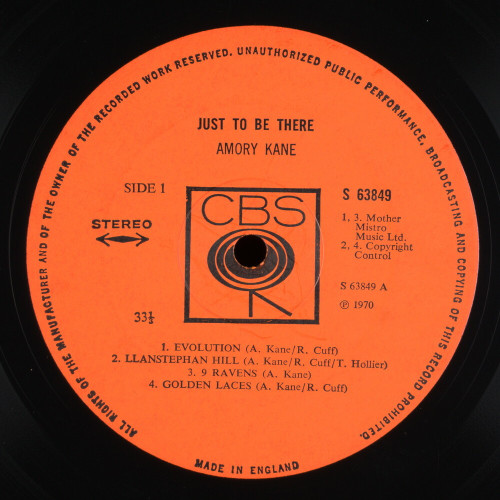 ALL RIGHTS OF THE MANUFACTURER AND OF THE OWNER OF THE RECORDED WORK RESERVED. UNAUTHORIZED PUBLIC PERFORMANCE, BROADCASTING AND COPYING OF THIS RECORD PROHIBITED.
JUST TO BE THERE
AMORY KANE
SIDE 1
STEREO
33⅓
CBS
S 63849
1, 3. Mother
Mistro
Music Ltd.
2, 4. Copyright
Control
S 63849 A
℗ 1970
1. EVOLUTION (A. Kane/R. Cuff)
2. LLANSTEPHAN HILL (A. Kane/R. Cuff/T. Hollier)
3. 9 RAVENS (A. Kane)
4. GOLDEN LACES (A. Kane/R. Cuff)
MADE IN ENGLAND